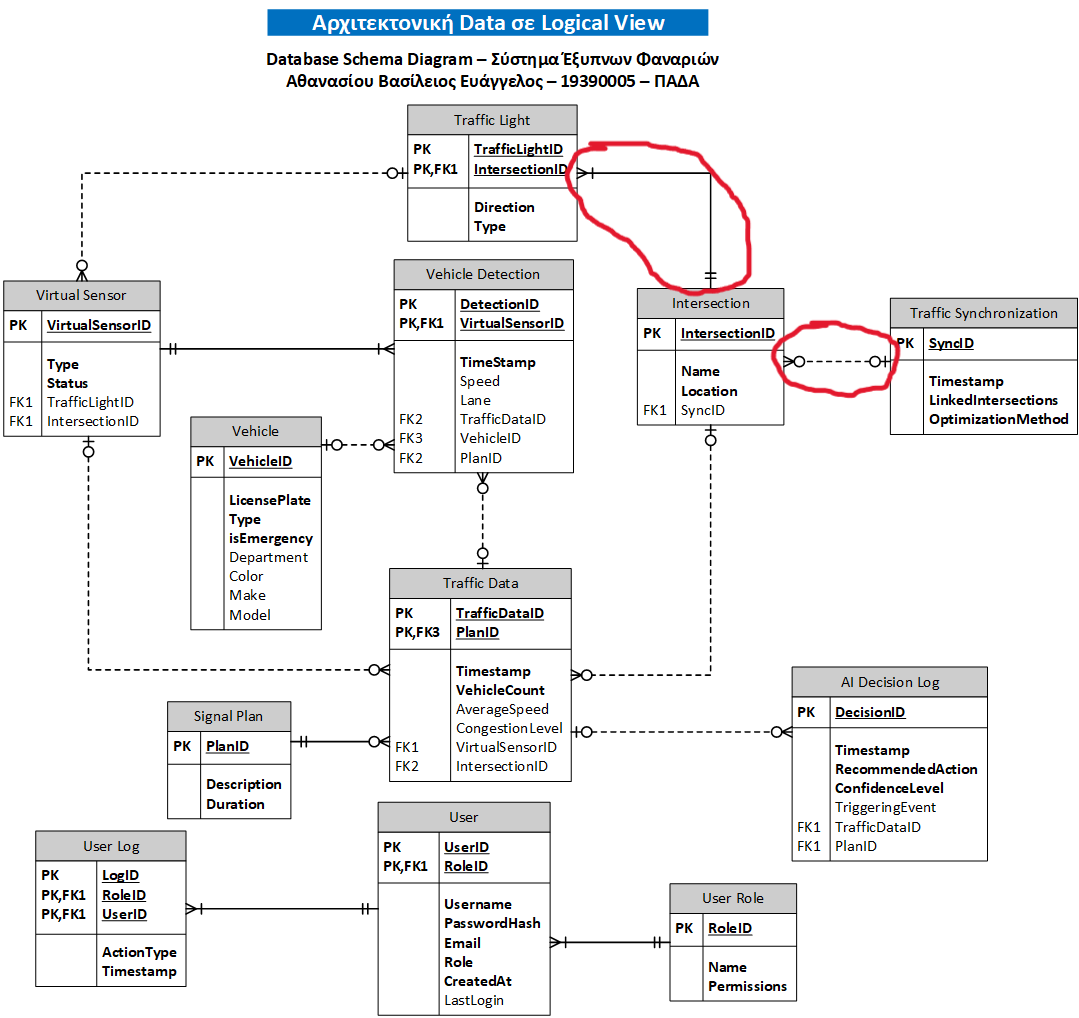 Αρχιτεκτονική Data σε Logical View
Database Schema Diagram – Σύστημα Έξυπνων Φαναριών
Αθανασίου Βασίλειος Ευάγγελος – 19390005 – ΠΑΔΑ
Traffic Light
PK TrafficLightID
PK,FK1 IntersectionID
Direction
Type
Virtual Sensor
PK VirtualSensorID
Type
Status
FK1 TrafficLightID
FK1 IntersectionID
Vehicle Detection
PK DetectionID
PK,FK1 VirtualSensorID
TimeStamp
Speed
Lane
FK2 TrafficDataID
FK3 VehicleID
FK2 PlanID
Intersection
PK IntersectionID
Name
Location
FK1 SyncID
Traffic Synchronization
PK SyncID
Timestamp
LinkedIntersections
OptimizationMethod
Vehicle
PK VehicleID
LicensePlate
Type
isEmergency
Department
Color
Make
Model
Traffic Data
PK TrafficDataID
PK,FK3 PlanID
Timestamp
VehicleCount
AverageSpeed
CongestionLevel
FK1 VirtualSensorID
FK2 IntersectionID
Signal Plan
PK PlanID
Description
Duration
AI Decision Log
PK DecisionID
Timestamp
RecommendedAction
ConfidenceLevel
TriggeringEvent
FK1 TrafficDataID
FK1 PlanID
User Log
PK LogID
PK,FK1 RoleID
PK,FK1 UserID
ActionType
Timestamp
User
PK UserID
PK,FK1 RoleID
Username
PasswordHash
Email
Role
CreatedAt
LastLogin
User Role
PK RoleID
Name
Permissions